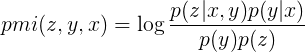 pmi(z, y, x) = log p(z|x, y)p(y|x) / p(y)p(z)